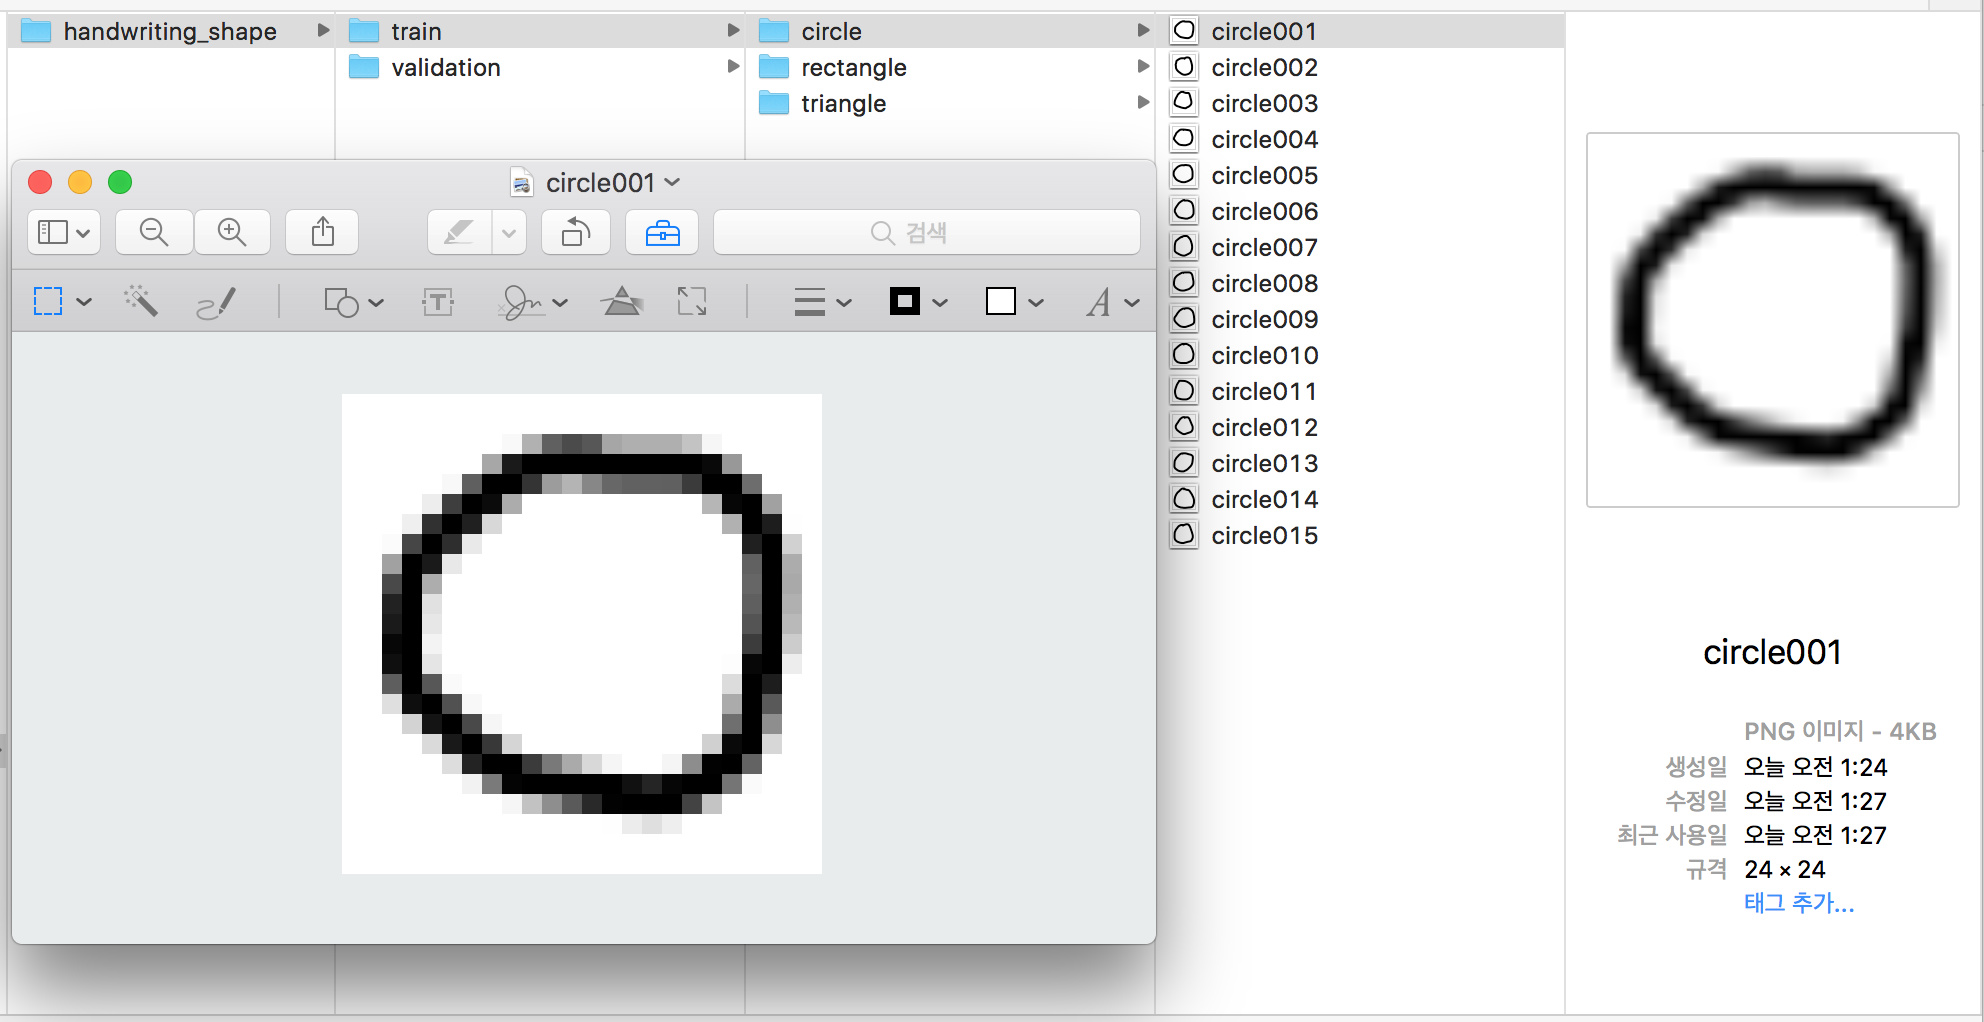 handwriting_shape
train
validation
circle
rectangle
triangle
circle001
circle002
circle003
circle004
circle005
circle006
circle007
circle008
circle009
circle010
circle011
circle012
circle013
circle014
circle015
circle001
검색
T
A
circle001
PNG 이미지 - 4KB
생성일 오늘 오전 1:24
수정일 오늘 오전 1:27
최근 사용일 오늘 오전 1:27
규격 24 × 24
태그 추가...